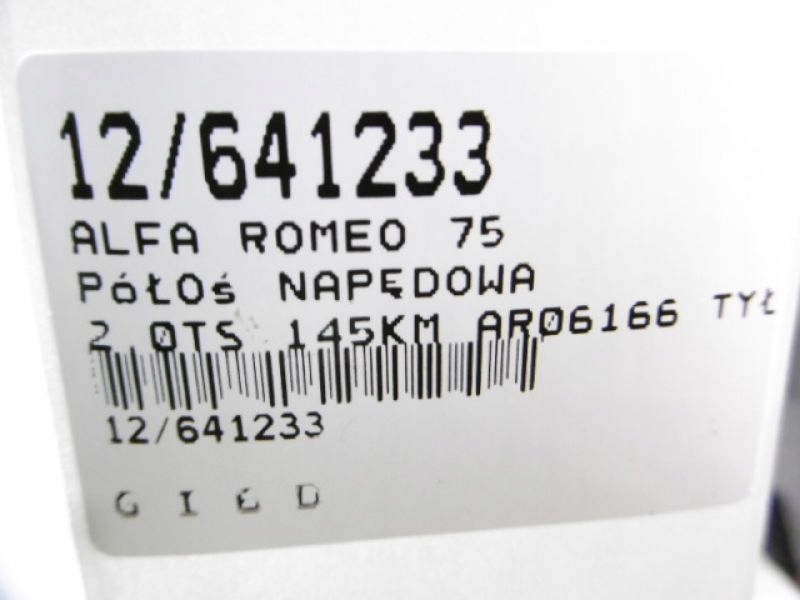 12/641233
ALFA ROMEO 75
PÓŁOŚ NAPĘDOWA
2.0TS 145KM AR06166 TYŁ
12/641233